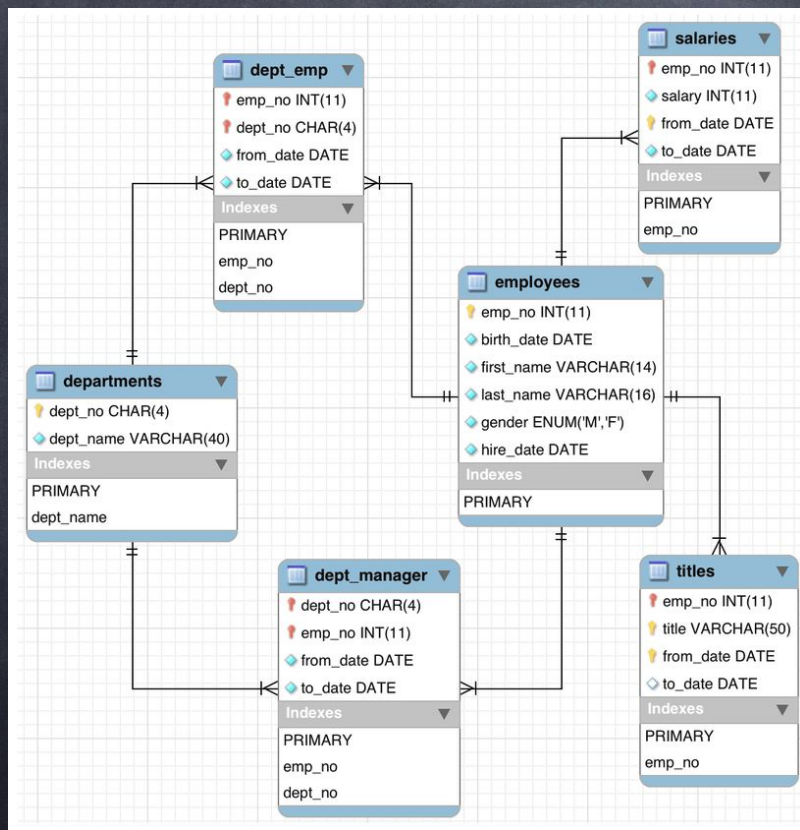 dept_emp
emp_no INT(11)
dept_no CHAR(4)
from_date DATE
to_date DATE
Indexes
PRIMARY
emp_no
dept_no
salaries
emp_no INT(11)
salary INT(11)
from_date DATE
to_date DATE
Indexes
PRIMARY
emp_no
employees
emp_no INT(11)
birth_date DATE
first_name VARCHAR(14)
last_name VARCHAR(16)
gender ENUM('M','F')
hire_date DATE
Indexes
PRIMARY
departments
dept_no CHAR(4)
dept_name VARCHAR(40)
Indexes
PRIMARY
dept_name
dept_manager
dept_no CHAR(4)
emp_no INT(11)
from_date DATE
to_date DATE
Indexes
PRIMARY
emp_no
dept_no
titles
emp_no INT(11)
title VARCHAR(50)
from_date DATE
to_date DATE
Indexes
PRIMARY
emp_no